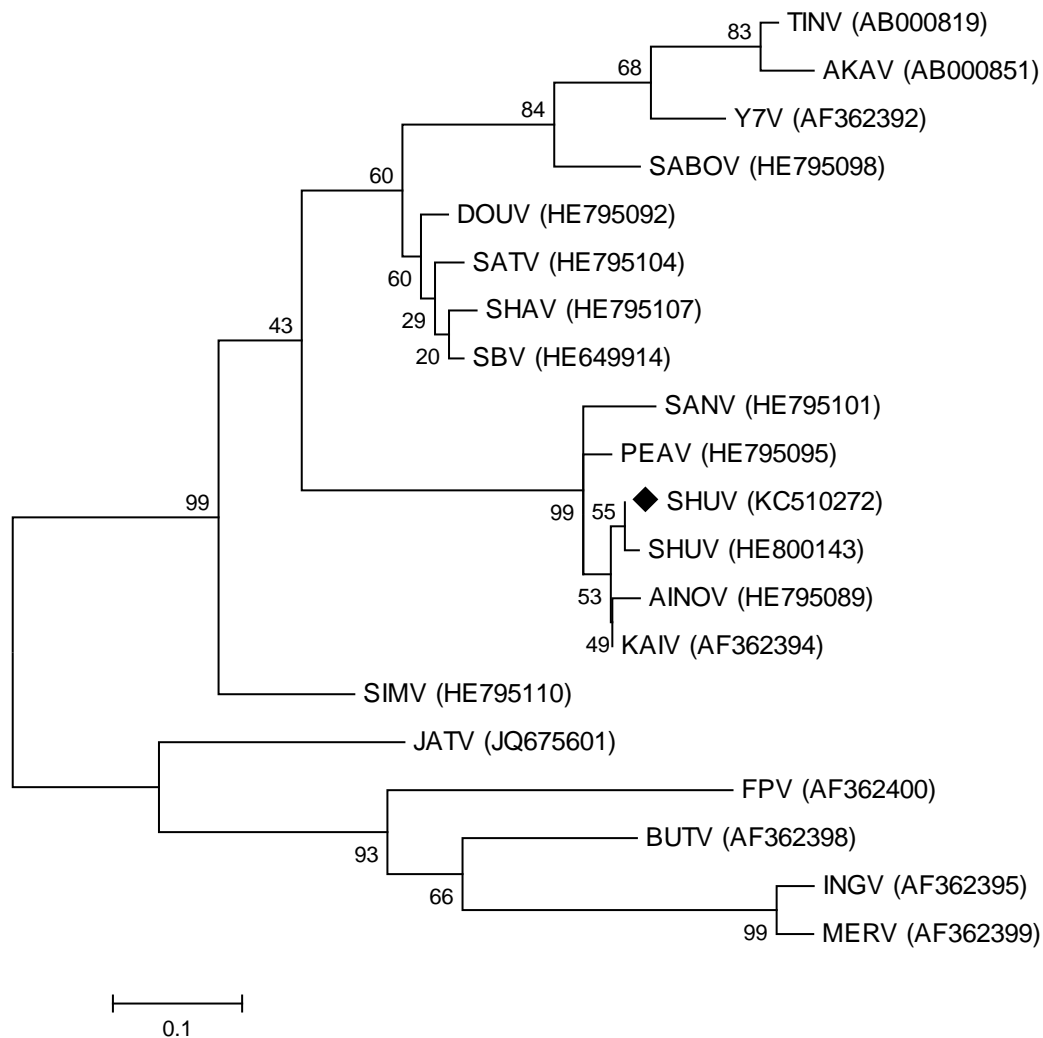 83
TINV (AB000819)
68
AKAV (AB000851)
84
Y7V (AF362392)
60
SABOV (HE795098)
DOUV (HE795092)
60
SATV (HE795104)
29
SHAV (HE795107)
43
20
SBV (HE649914)
SANV (HE795101)
PEAV (HE795095)
99
99
55
SHUV (KC510272)
SHUV (HE800143)
53
AINOV (HE795089)
49
KAIV (AF362394)
SIMV (HE795110)
JATV (JQ675601)
FPV (AF362400)
93
BUTV (AF362398)
66
INGV (AF362395)
99
MERV (AF362399)
0.1